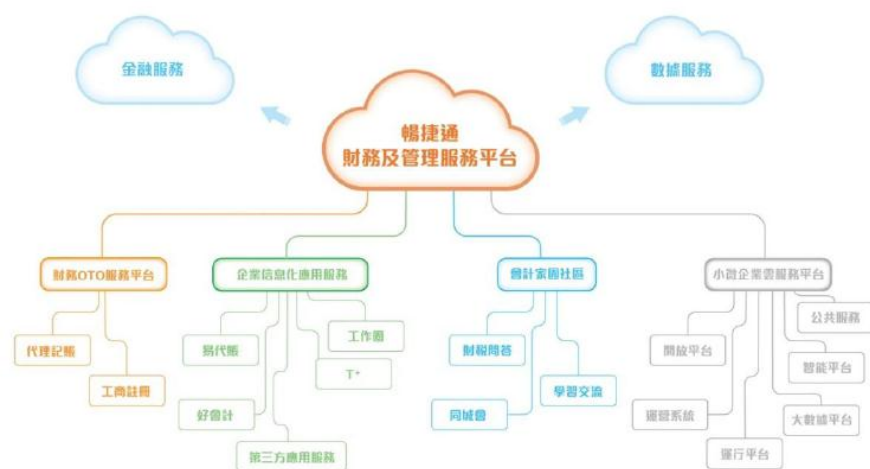 金融服務
數據服務
暢捷通
財務及管理服務平台
財務OTO服務平台
企業信息化應用服務
會計家園社區
小微企業雲服務平台
代理記賬
工商註冊
易代賬
工作圈
T+
好會計
第三方應用服務
財稅問答
學習交流
同城會
公共服務
開放平台
智能平台
運營系統
大數據平台
運行平台